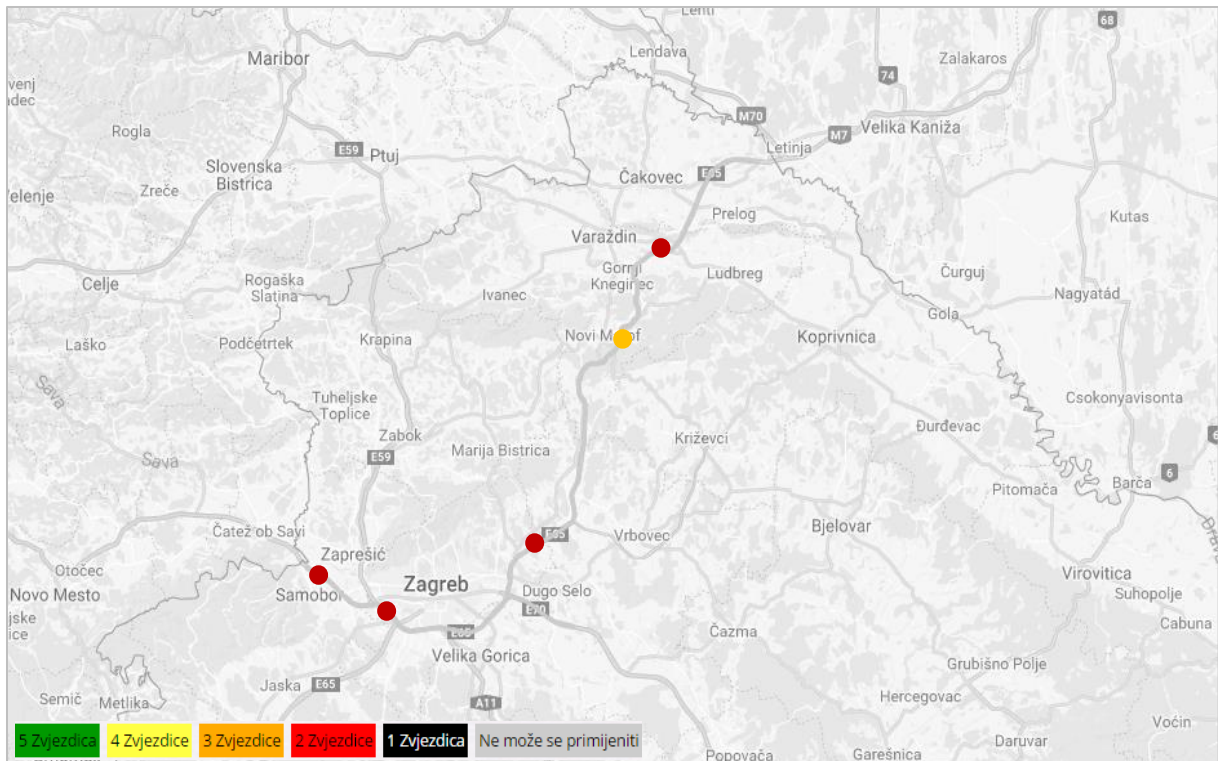 Lenti
68
Maribor
Lendava
Zalakaros
74
Rogla
M70
M7
Velika Kaniža
E59
Ptuj
Letinja
Slovenska
Bistrica
Zreče
Čakovec
E65
Prelog
Kutas
Varaždin
Gornji
Kneginec
Ludbreg
Čurguj
Celje
Rogaška
Slatina
Ivanec
Nagyatád
Gola
Laško
Podčetrtek
Krapina
Koprivnica
Sava
Tuheljske
Toplice
Csokonyavisonta
Zabok
Marija Bistrica
Križevci
Đurđevac
E59
Sava
6
Barča
Pitomača
Čatež ob Savi
E65
Vrbovec
Bjelovar
Zaprešić
Otočec
Novo Mesto
Samobor
Zagreb
Dugo Selo
E70
Virovitica
Suhopolje
Cabuna
E65
Čazma
Velika Gorica
Grubišno Polje
Jaska
E65
Semič
Metlika
A11
Hercegovac
Voćin
5 Zvjezdica
4 Zvjezdice
3 Zvjezdice
2 Zvjezdice
1 Zvjezdica
Ne može se primijeniti
Popovača
Garešnica
Daruvar